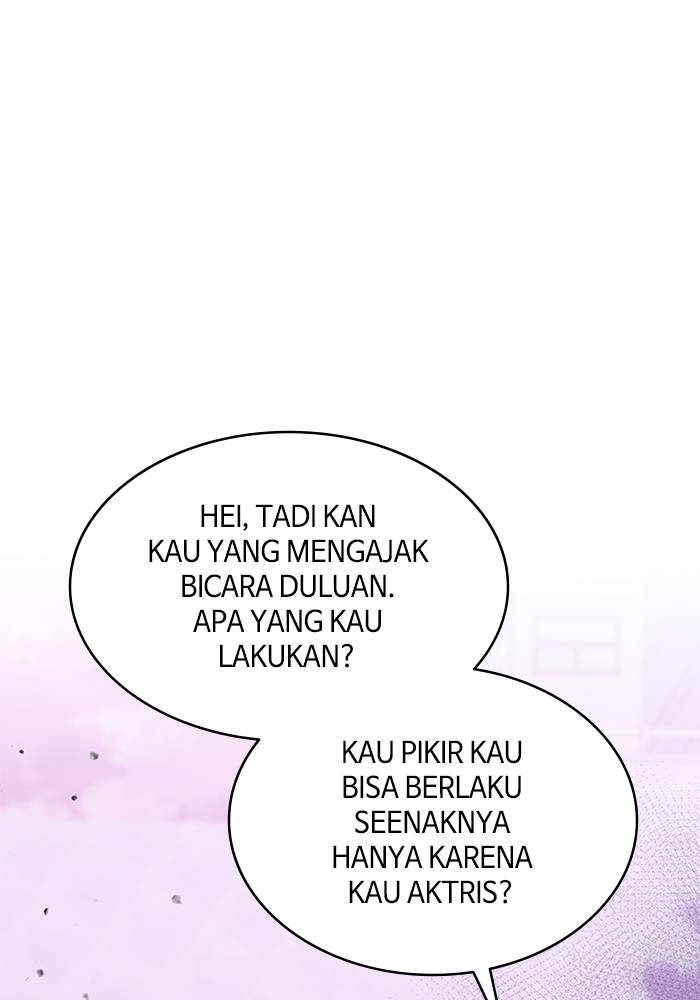 HEI, TADI KAN
KAU YANG MENGAJAK
BICARA DULUAN.
APA YANG KAU
LAKUKAN?
KAU PIKIR KAU
BISA BERLAKU
SEENAKNYA
HANYA KARENA
KAU AKTRIS?